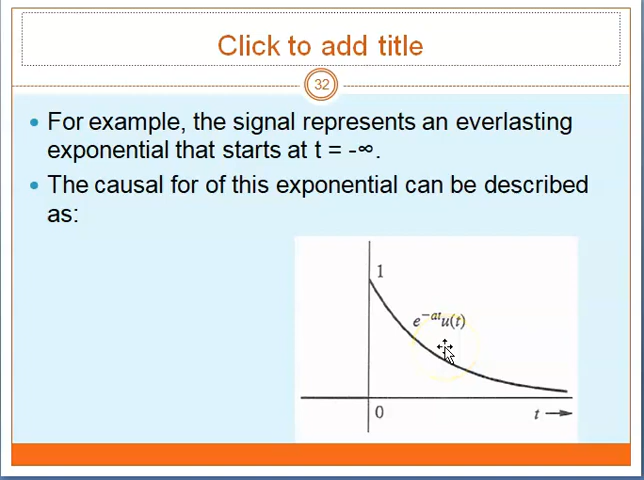 Click to add title
32
• For example, the signal represents an everlasting
exponential that starts at t = -∞.
• The causal for of this exponential can be described
as:
1
e^{-at}u(t)
0
t →